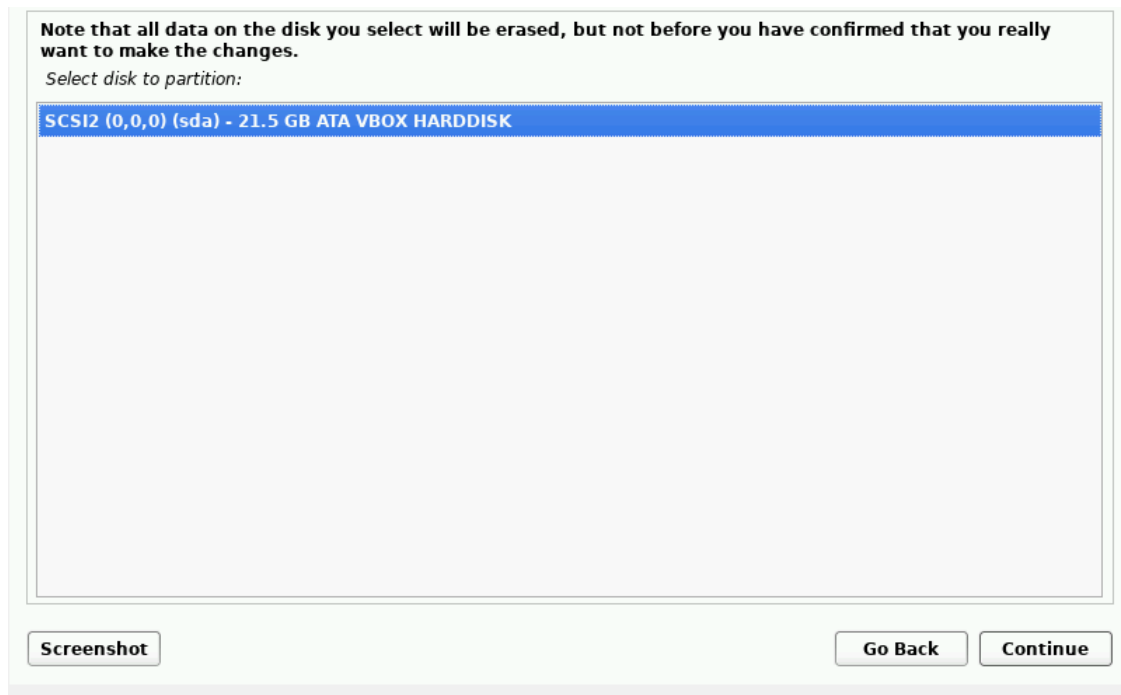 Note that all data on the disk you select will be erased, but not before you have confirmed that you really
want to make the changes.
Select disk to partition:
SCSI2 (0,0,0) (sda) - 21.5 GB ATA VBOX HARDDISK
Screenshot
Go Back
Continue